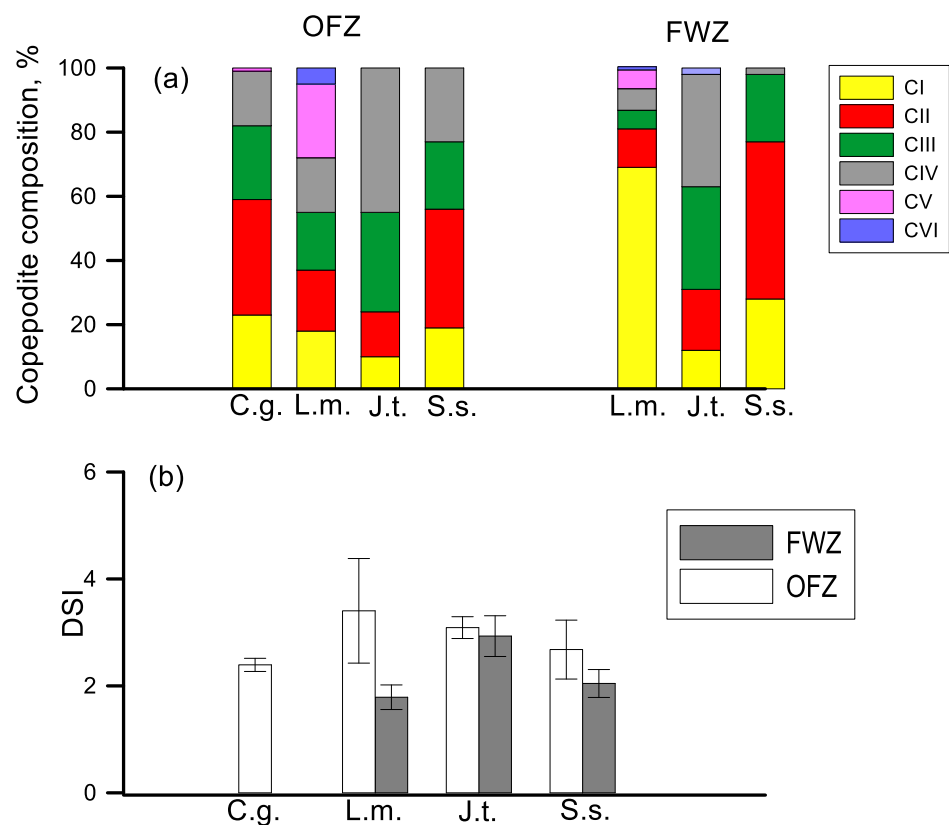 OFZ FWZ
Copepodite composition, %
(a)
100
80
60
40
20
0
C.g. L.m. J.t. S.s. L.m. J.t. S.s.
CI
CII
CIII
CIV
CV
CVI
(b)
DSI
6
4
2
0
C.g. L.m. J.t. S.s.
FWZ
OFZ